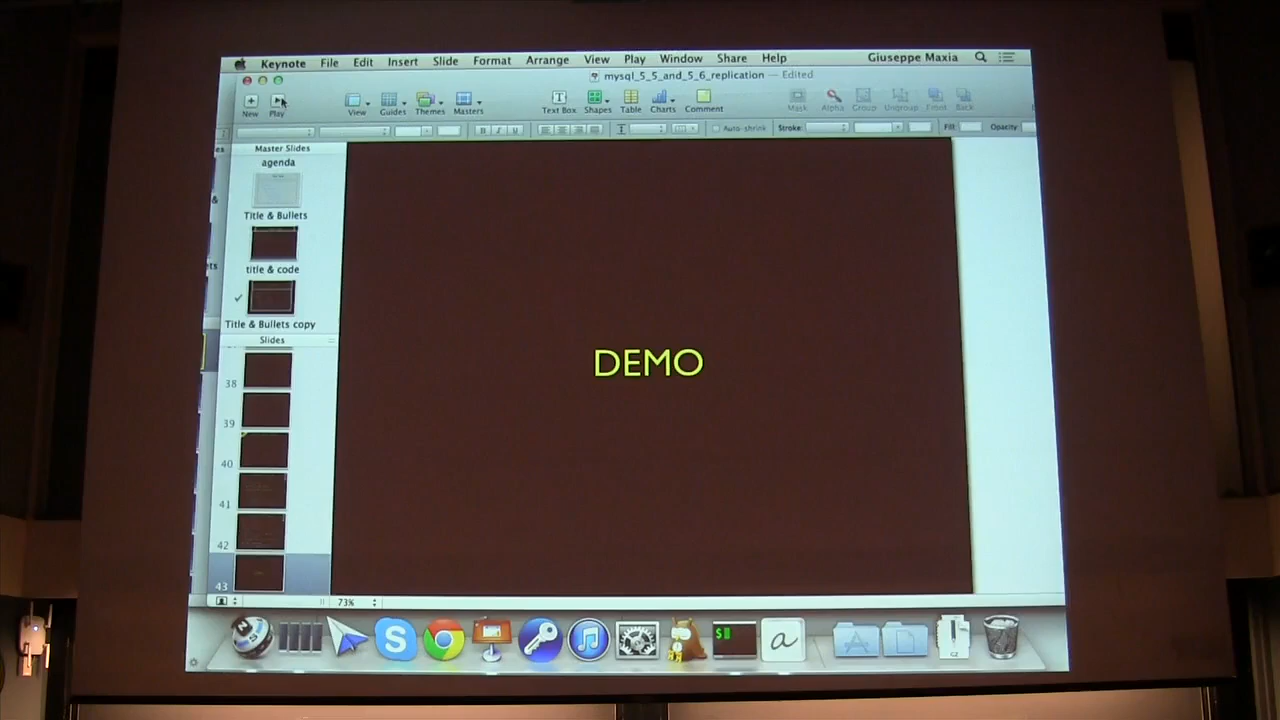 Keynote File Edit Insert Slide Format Arrange View Play Window Share Help Giuseppe Maxia
mysql_5_5_and_5_6_replication — Edited
New Play View Guides Themes Masters Text Box Shapes Table Charts Comment Mask Alpha Group Ungroup Front Back
B I U Auto-shrink Stroke: Fill: Opacity
Master Slides
agenda
Title & Bullets
title & code
✓
Title & Bullets copy
Slides
38
39
40
41
42
43
DEMO
73%
N
S
S
$
a
CZ